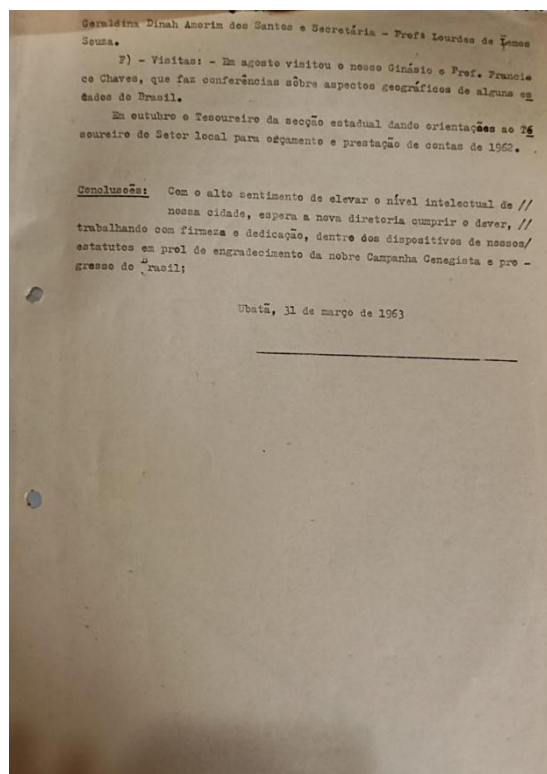 Geraldina Dinah Amorim dos Santos e Secretária - Profª Lourdes de Lemos
Souza.
F) - Visitas: - Em agosto visitou o nosso Ginásio o Prof. Francis
co Chaves, que faz conferências sôbre aspectos geográficos de alguns es
tados do Brasil.
Em outubro o Tesoureiro da secção estadual dando orientações ao Te
soureiro do Setor local para orçamento e prestação de contas de 1962.
Conclusoẽs: Com o alto sentimento de elevar o nível intelectual de //
nossa cidade, espera a nova diretoria cumprir o dever, //
trabalhando com firmeza e dedicação, dentro dos dispositivos de nossos/
estatutos em prol de engradecimento da nobre Campanha Cenegista e pro -
gresso do Brasil;
Ubatã, 31 de março de 1963